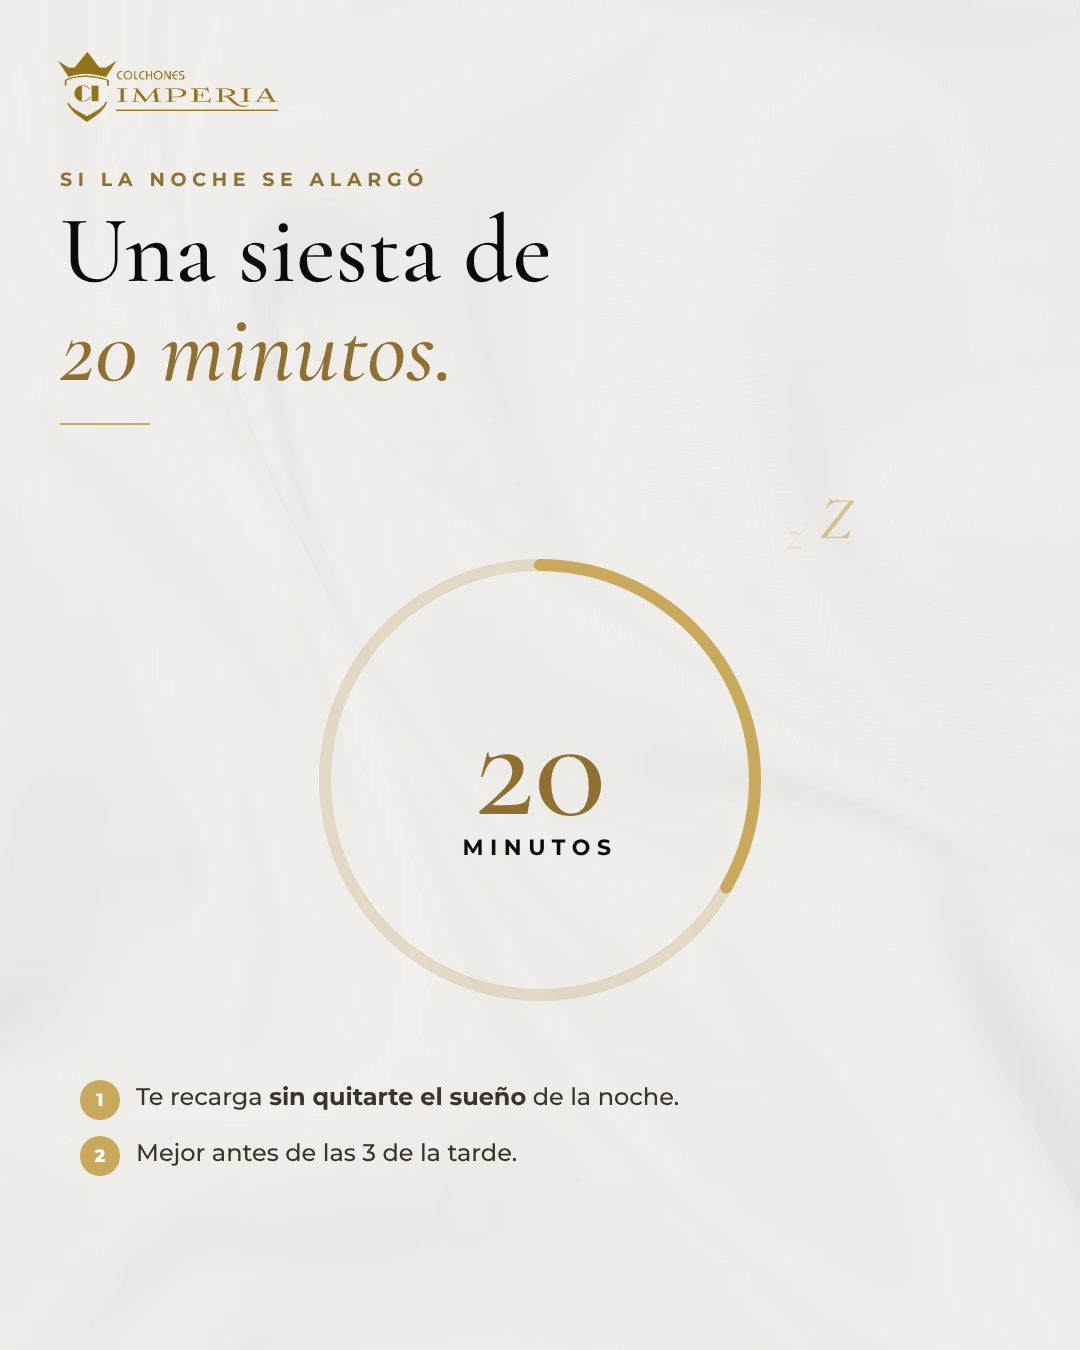 COLCHONES
CI IMPERIA
SI LA NOCHE SE ALARGÓ
Una siesta de
20 minutos.
z Z
20
MINUTOS
1 Te recarga sin quitarte el sueño de la noche.
2 Mejor antes de las 3 de la tarde.